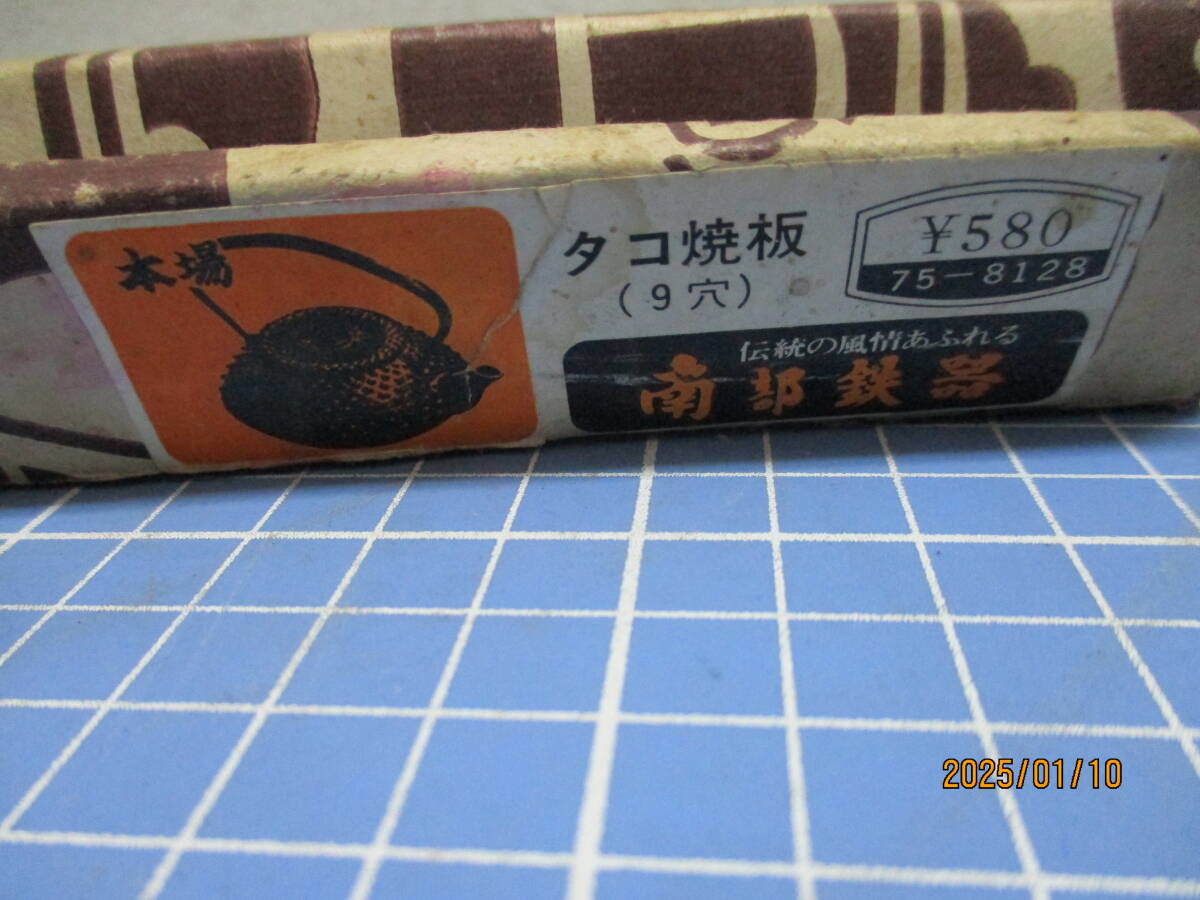 本場
タコ焼板
(9穴)
¥580
75-8128
伝統の風情あふれる
南部鉄器
2025/01/10